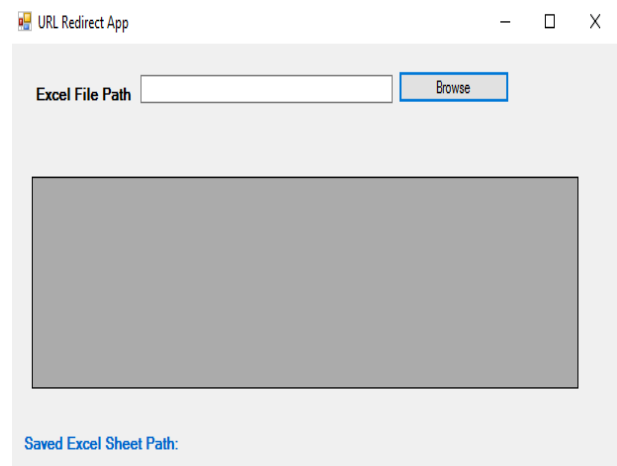 URL Redirect App
Excel File Path
Browse
Saved Excel Sheet Path: